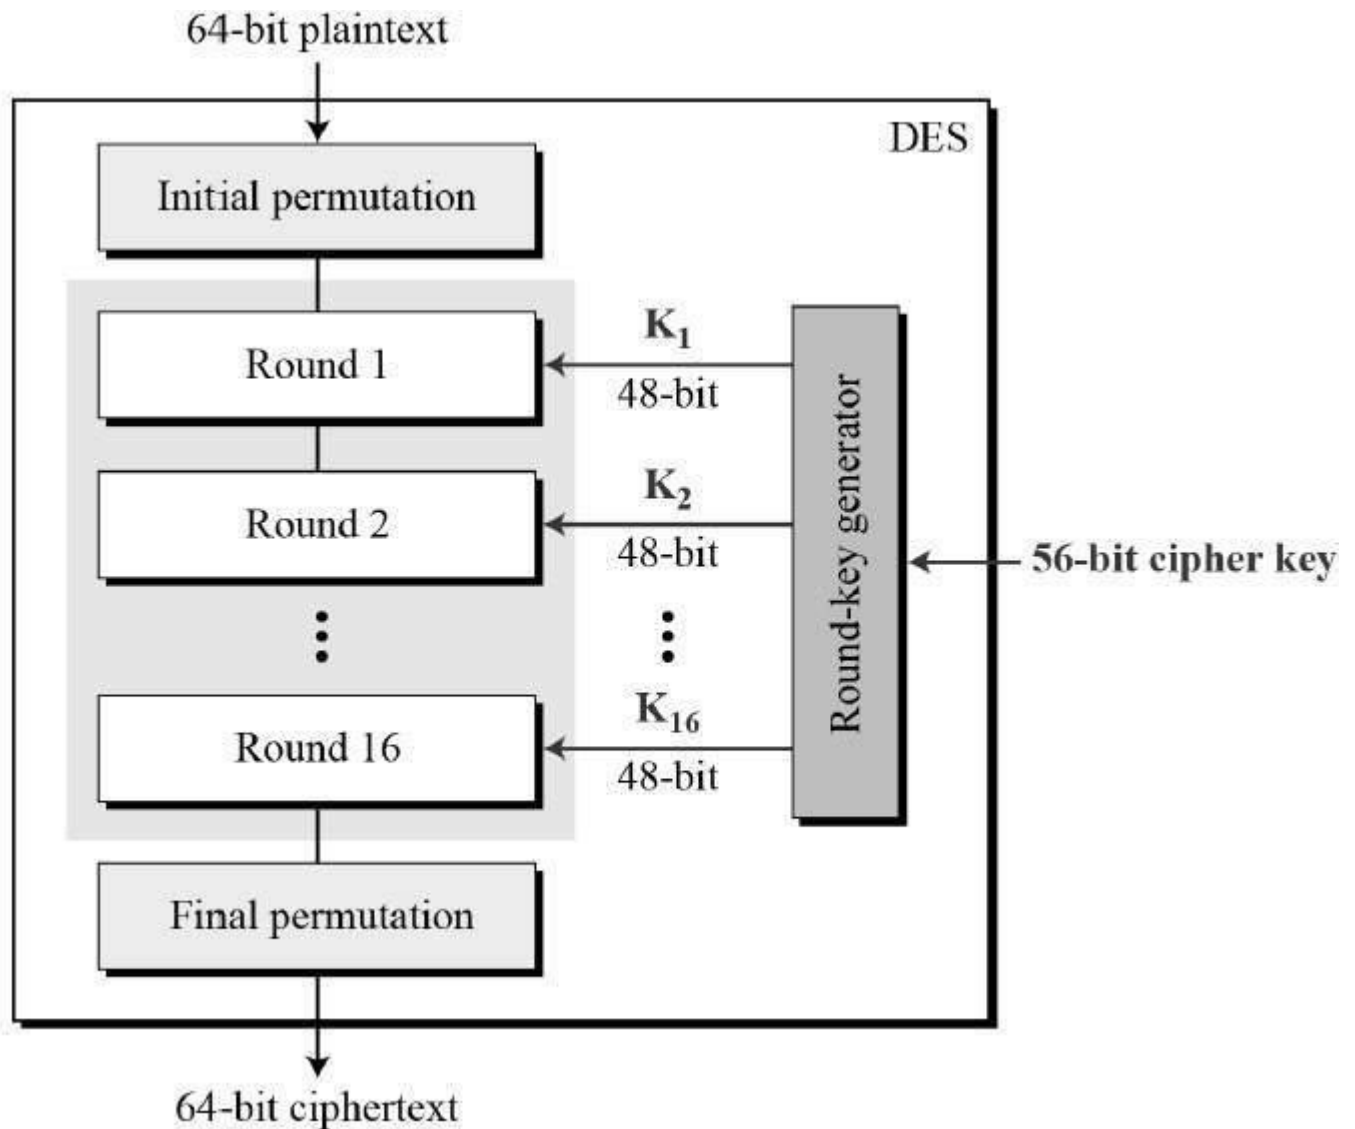 64-bit plaintext
DES
Initial permutation
Round 1
K₁
48-bit
Round 2
K₂
48-bit
Round-key generator
56-bit cipher key
Round 16
K₁₆
48-bit
Final permutation
64-bit ciphertext